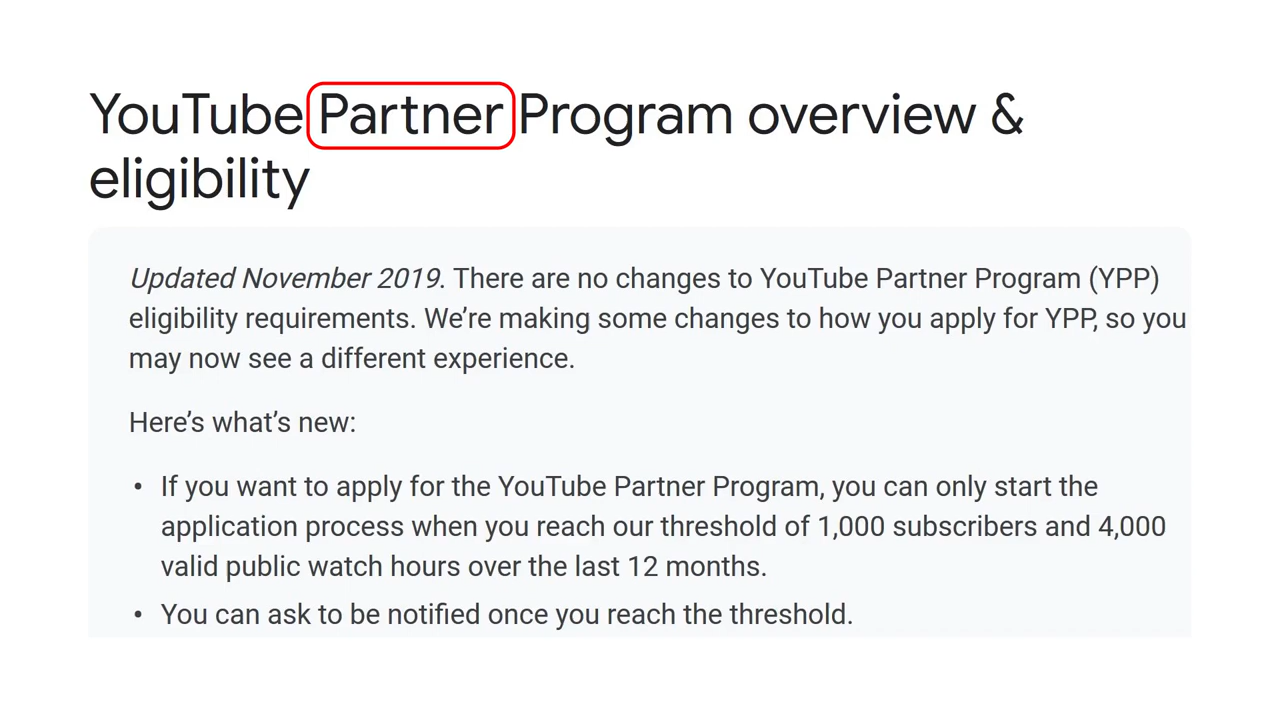 YouTube Partner Program overview &
eligibility
Updated November 2019. There are no changes to YouTube Partner Program (YPP)
eligibility requirements. We’re making some changes to how you apply for YPP, so you
may now see a different experience.
Here’s what’s new:
• If you want to apply for the YouTube Partner Program, you can only start the
application process when you reach our threshold of 1,000 subscribers and 4,000
valid public watch hours over the last 12 months.
• You can ask to be notified once you reach the threshold.